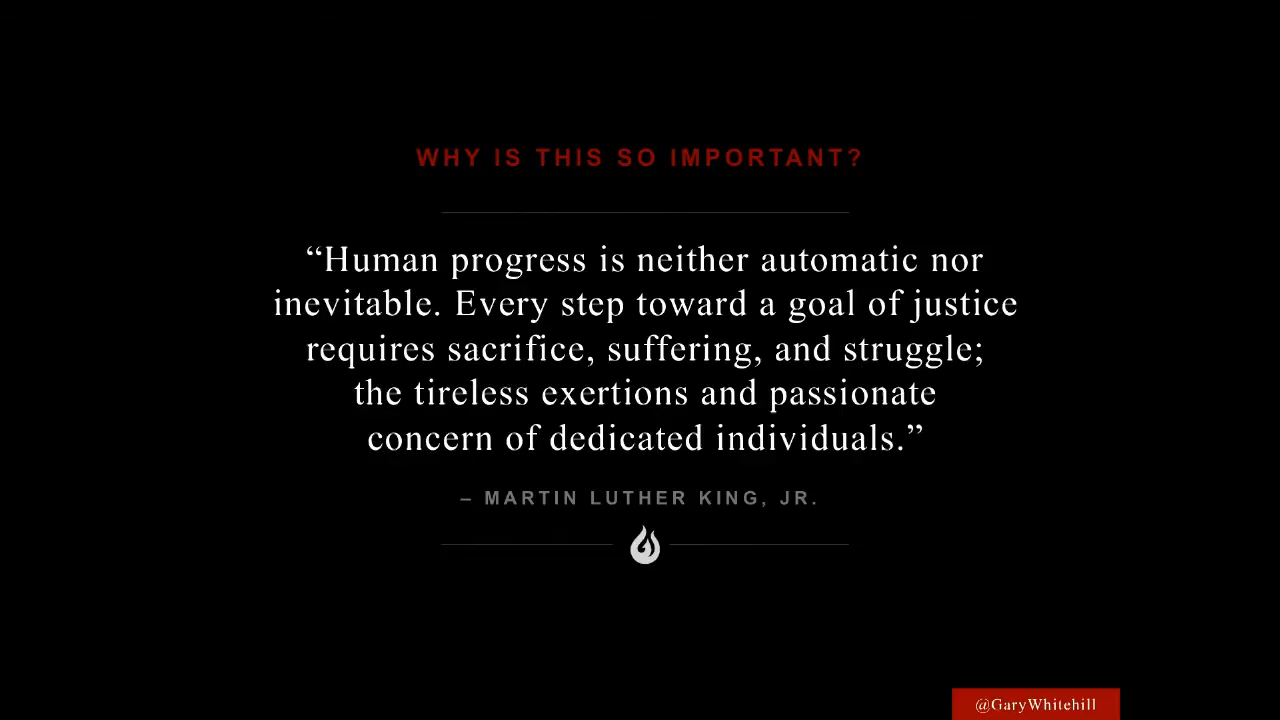 WHY IS THIS SO IMPORTANT?
“Human progress is neither automatic nor
inevitable. Every step toward a goal of justice
requires sacrifice, suffering, and struggle;
the tireless exertions and passionate
concern of dedicated individuals.”
– MARTIN LUTHER KING, JR.
@GaryWhitehill